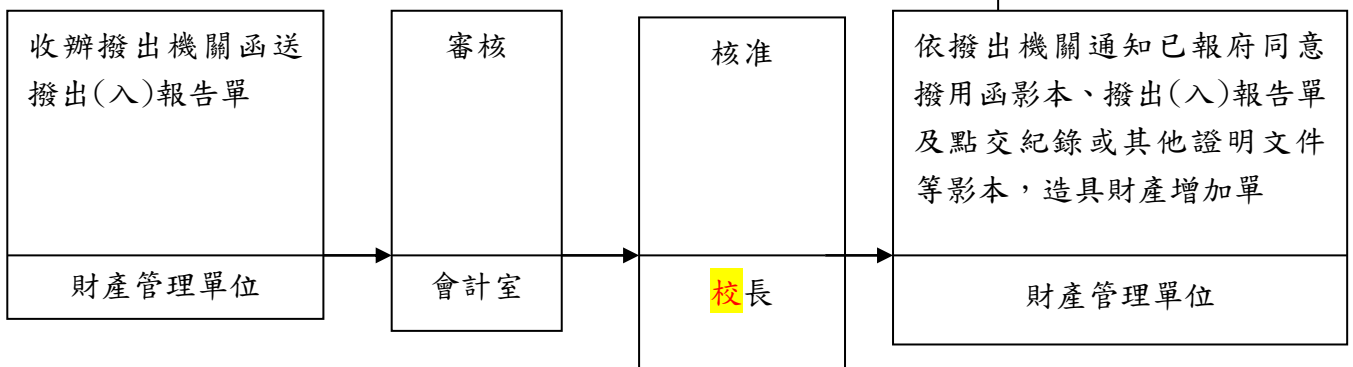 收辦撥出機關函送
撥出(入)報告單
財產管理單位
審核
會計室
核准
校長
依撥出機關通知已報府同意
撥用函影本、撥出(入)報告單
及點交紀錄或其他證明文件
等影本，造具財產增加單
財產管理單位